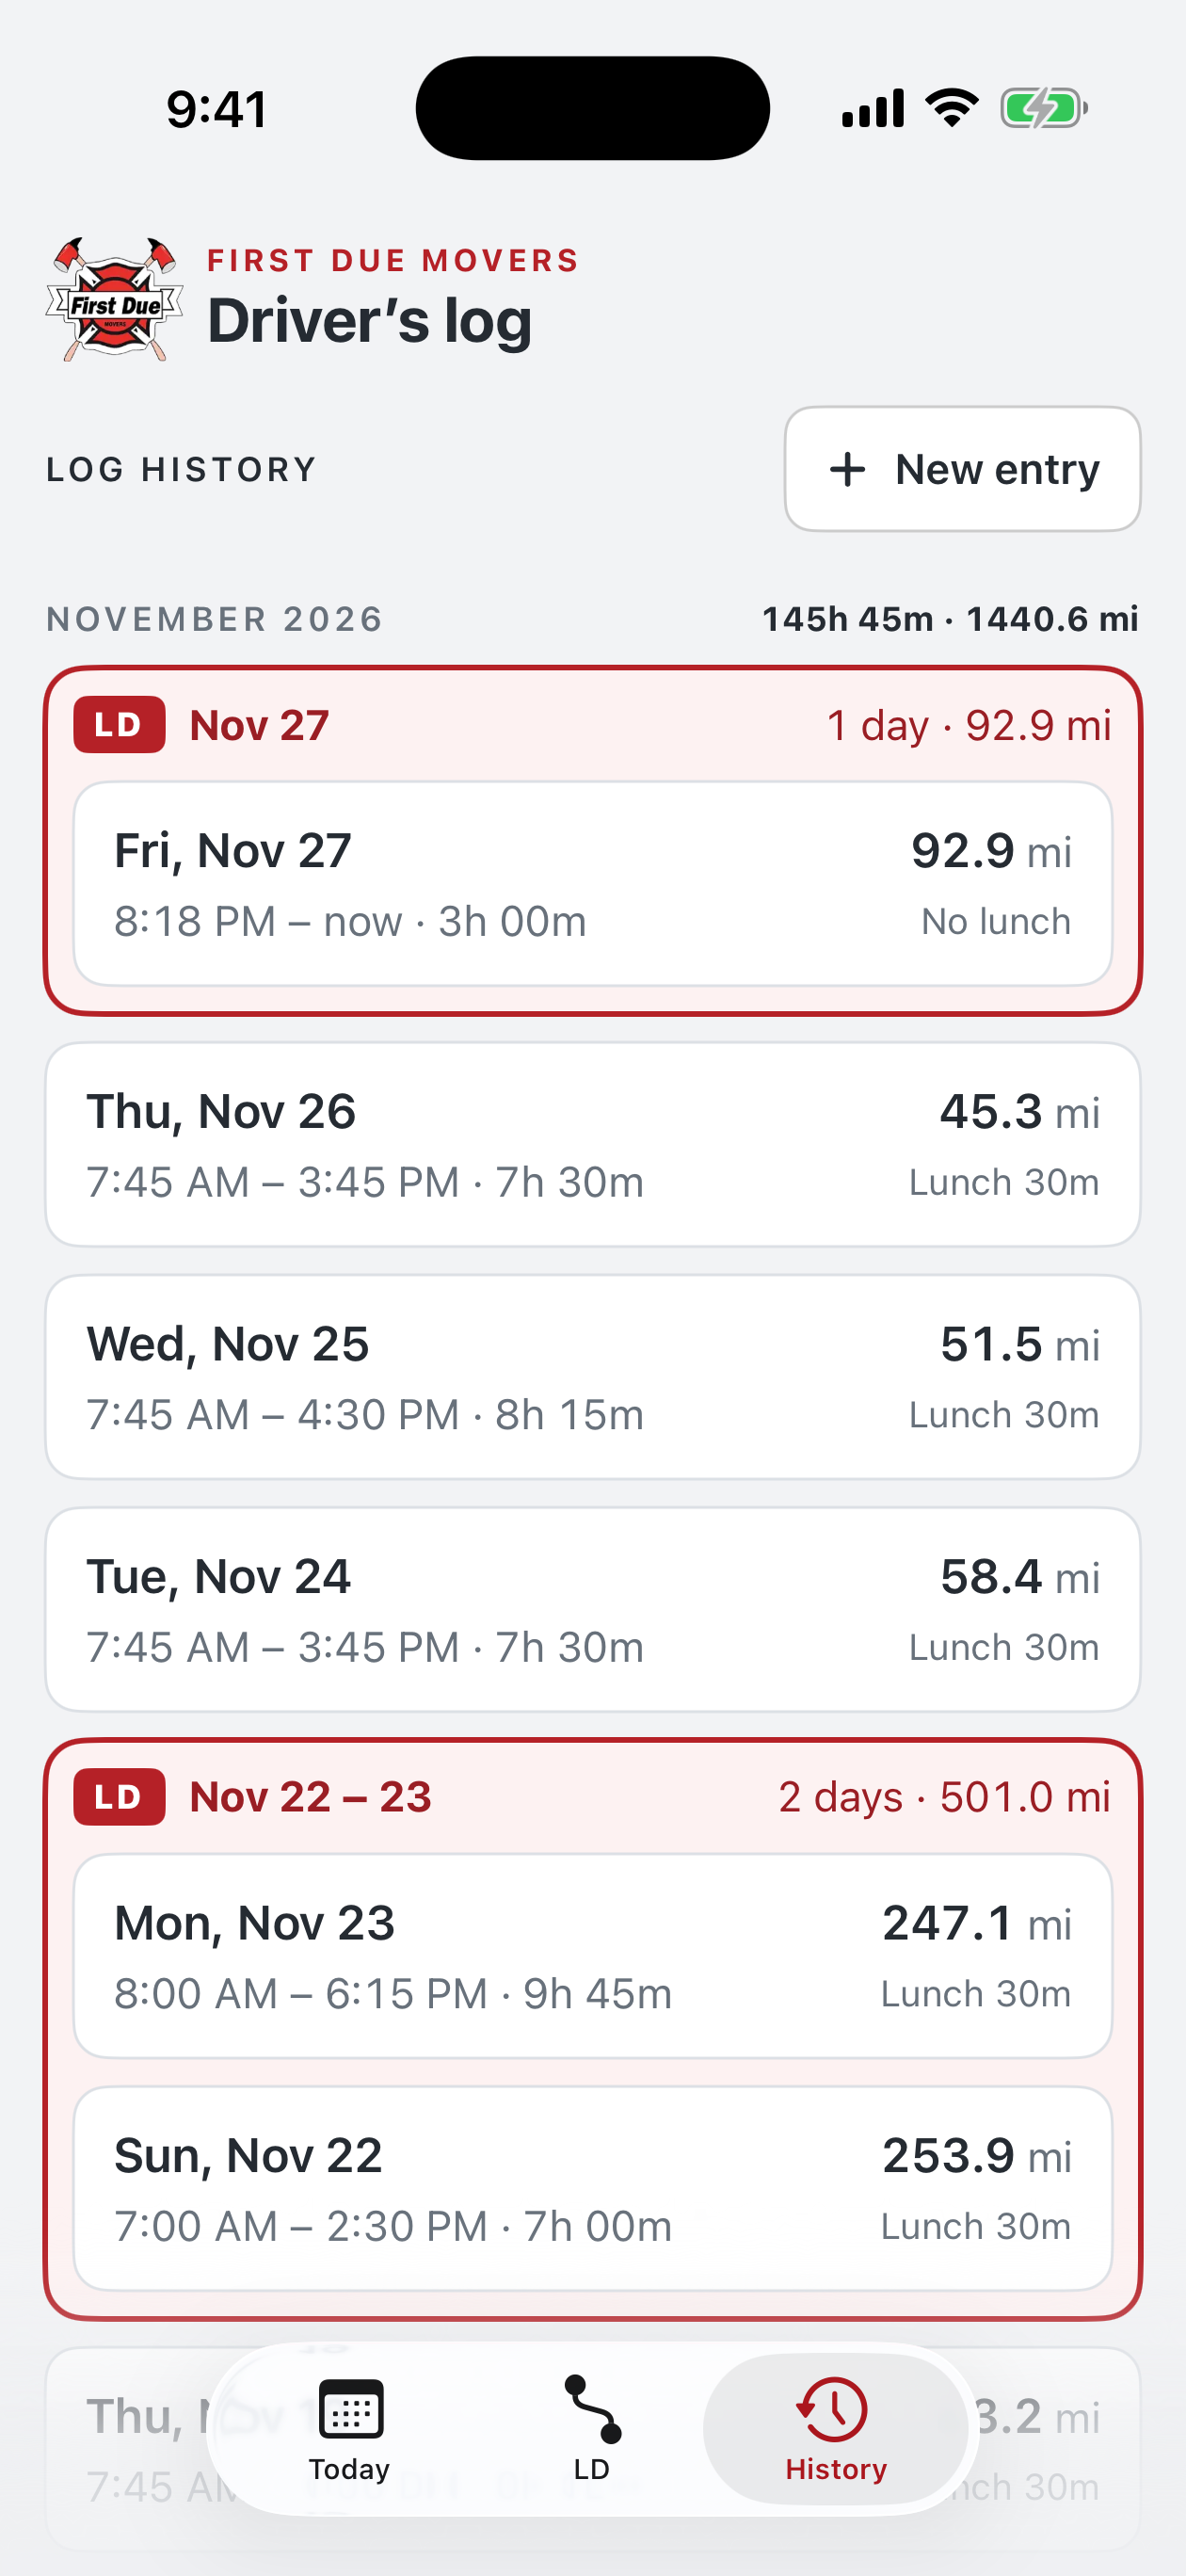 9:41
First Due
MOVERS
FIRST DUE MOVERS
Driver’s log
LOG HISTORY
+ New entry
NOVEMBER 2026 145h 45m · 1440.6 mi
LD Nov 27 1 day · 92.9 mi
Fri, Nov 27 92.9 mi
8:18 PM – now · 3h 00m No lunch
Thu, Nov 26 45.3 mi
7:45 AM – 3:45 PM · 7h 30m Lunch 30m
Wed, Nov 25 51.5 mi
7:45 AM – 4:30 PM · 8h 15m Lunch 30m
Tue, Nov 24 58.4 mi
7:45 AM – 3:45 PM · 7h 30m Lunch 30m
LD Nov 22 – 23 2 days · 501.0 mi
Mon, Nov 23 247.1 mi
8:00 AM – 6:15 PM · 9h 45m Lunch 30m
Sun, Nov 22 253.9 mi
7:00 AM – 2:30 PM · 7h 00m Lunch 30m
Thu, mi
7:45 30m
Today LD History